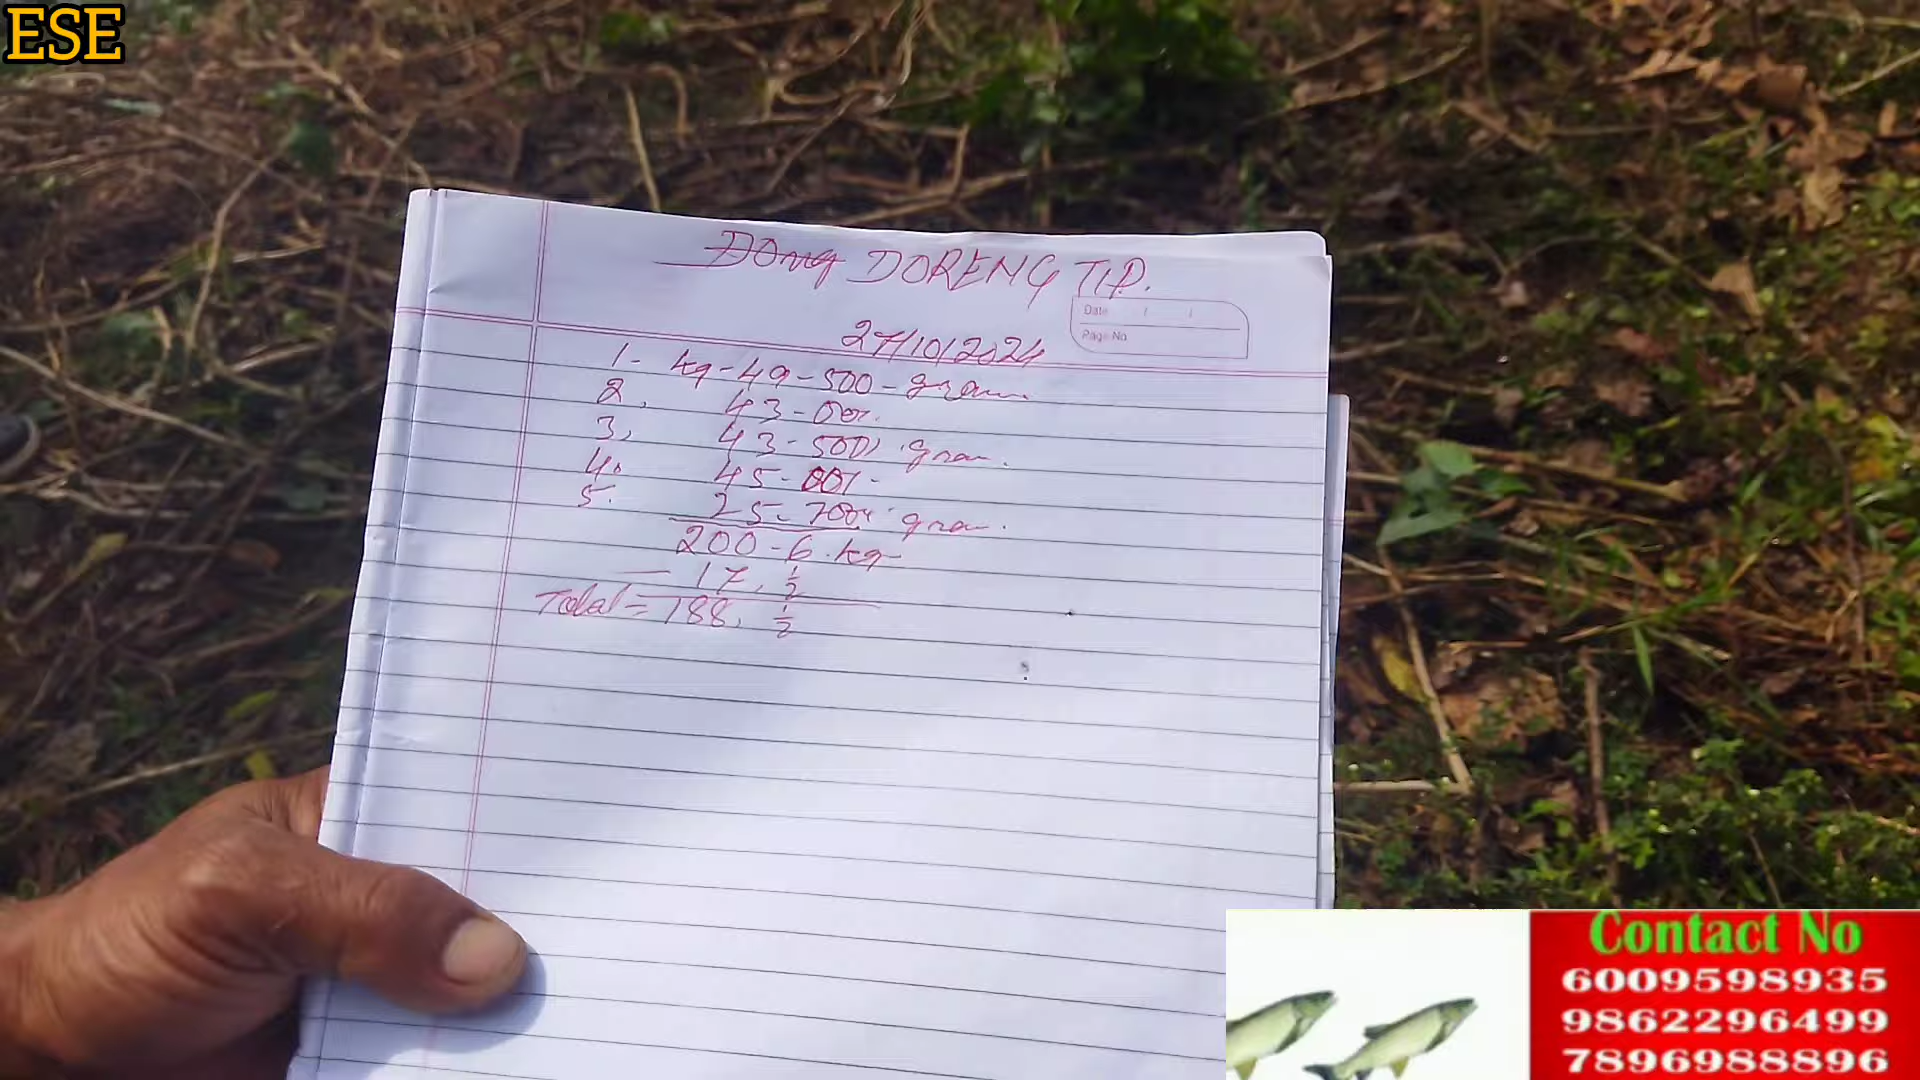 ESE
DORENG TIP.
Date / /
Page No
27/10/2024
1- kg-49-500-gram.
2, 43-00.
3, 43-500 gram.
4. 45-00
5. 25-700 gram.
200-6.kg
- 17, 1/2
Total = 188, 1/2
Contact No
6009598935
9862296499
7896988896